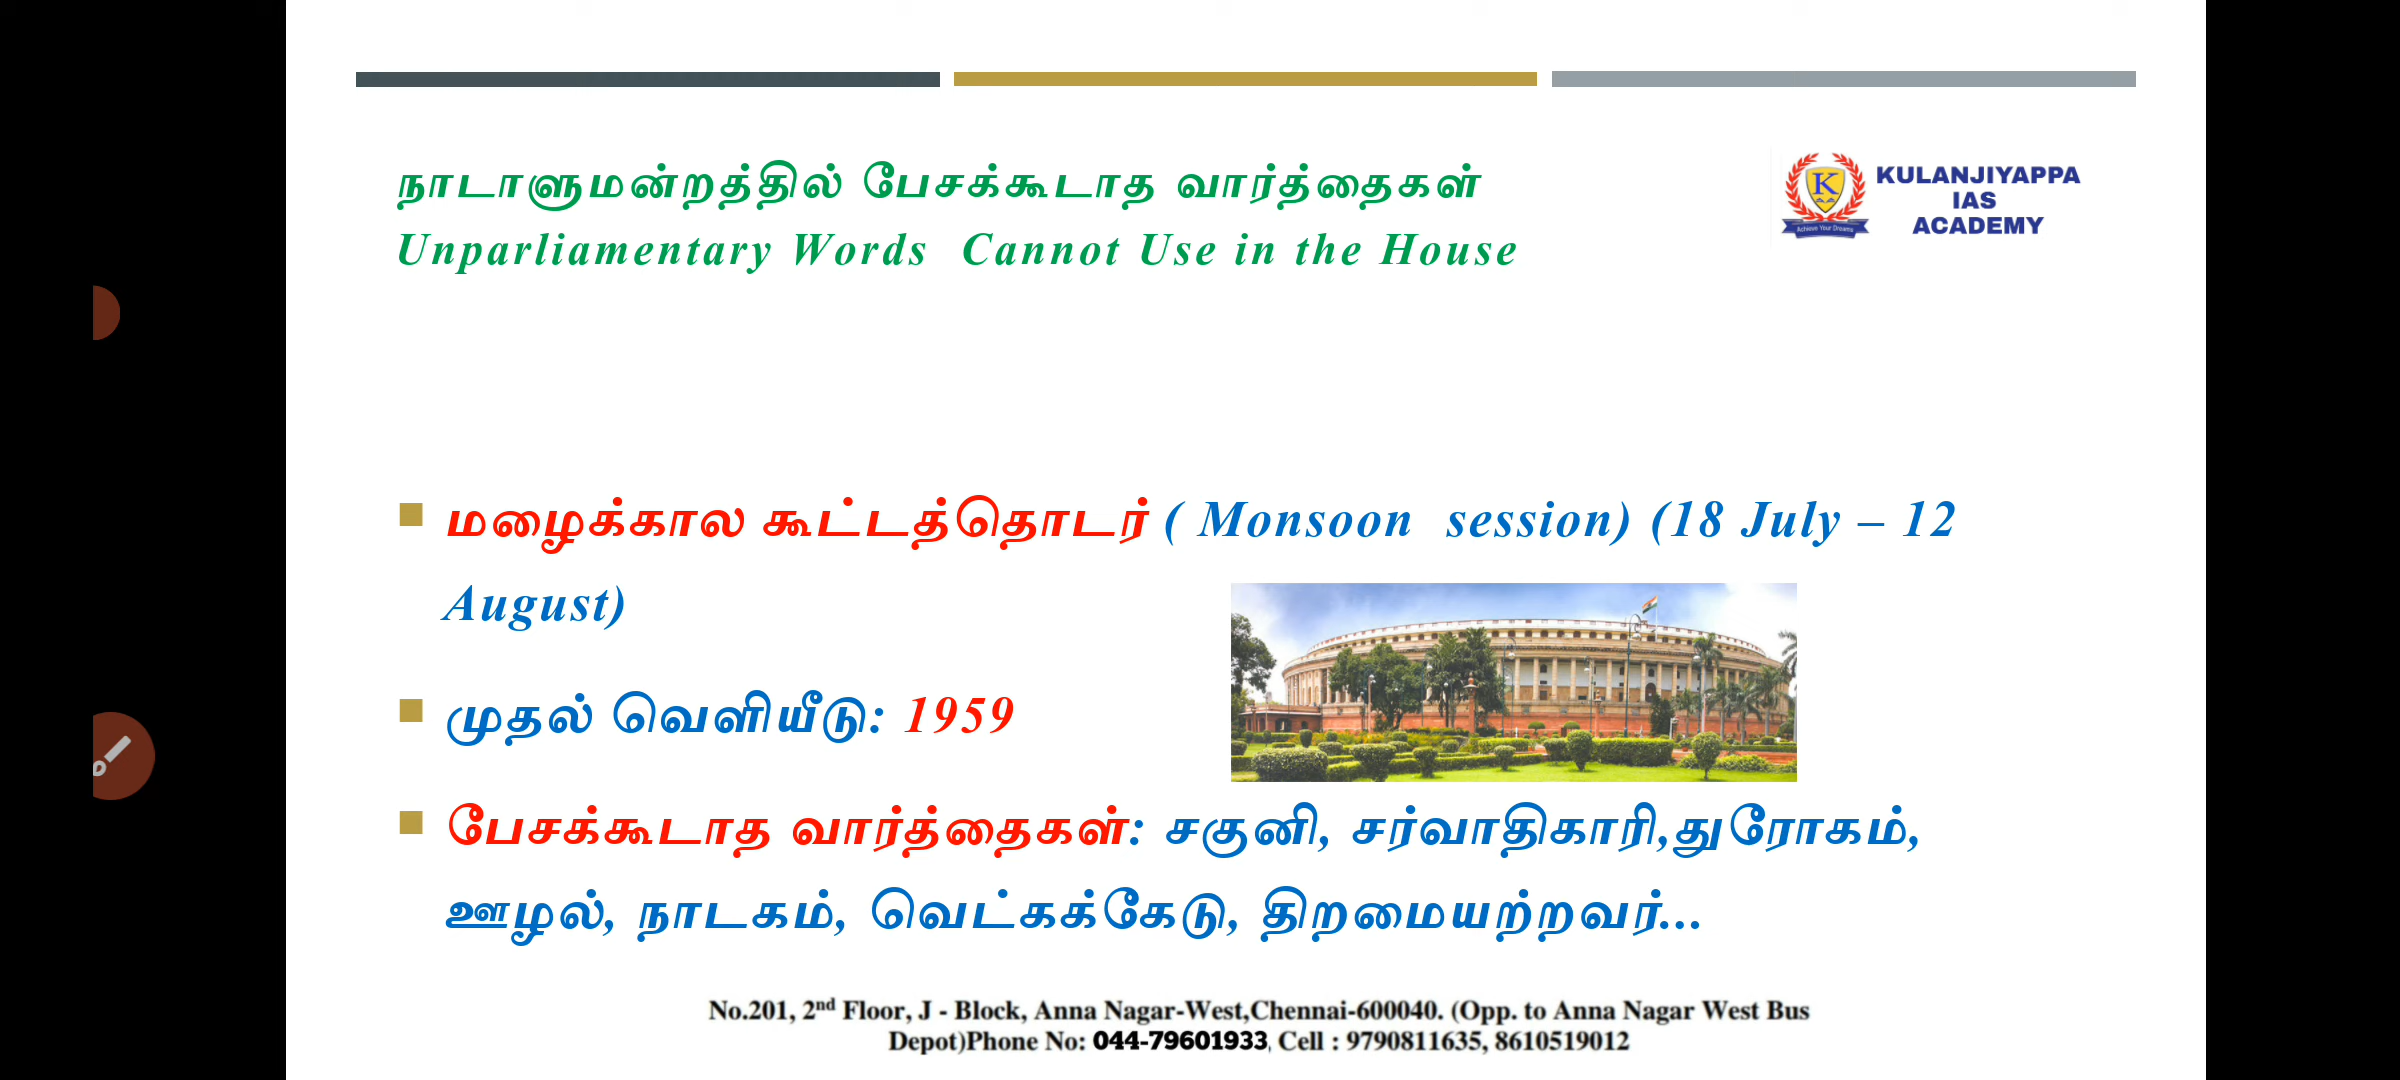 நாடாளுமன்றத்தில் பேசக்கூடாத வார்த்தைகள்
Unparliamentary Words Cannot Use in the House
K
Achieve Your Dreams
KULANJIYAPPA
IAS
ACADEMY
மழைக்கால கூட்டத்தொடர் ( Monsoon session) (18 July – 12
August)
முதல் வெளியீடு: 1959
பேசக்கூடாத வார்த்தைகள்: சகுனி, சர்வாதிகாரி,துரோகம்,
ஊழல், நாடகம், வெட்கக்கேடு, திறமையற்றவர்...
No.201, 2nd Floor, J - Block, Anna Nagar-West,Chennai-600040. (Opp. to Anna Nagar West Bus
Depot)Phone No: 044-79601933, Cell : 9790811635, 8610519012